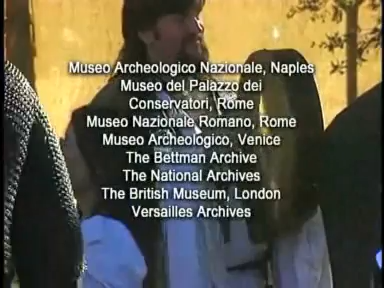 Museo Archeologico Nazionale, Naples
Museo del Palazzo dei
Conservatori, Rome
Museo Nazionale Romano, Rome
Museo Archeologico, Venice
The Bettman Archive
The National Archives
The British Museum, London
Versailles Archives